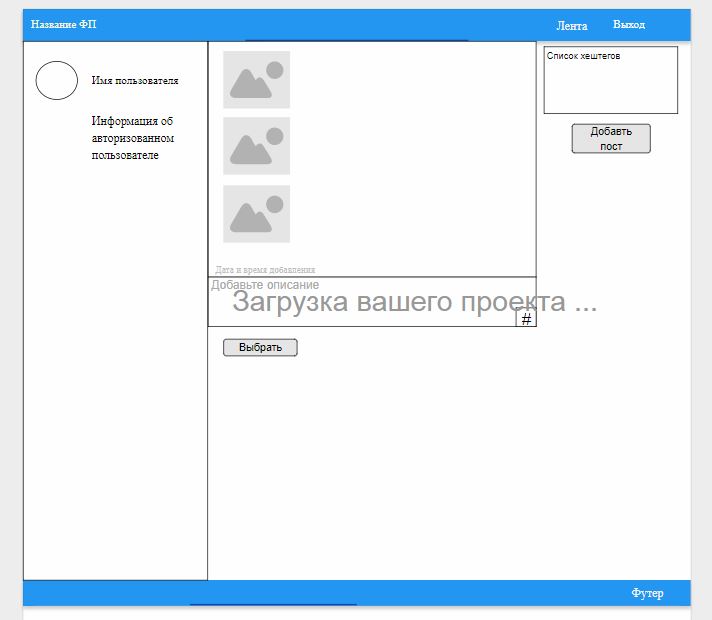 Название ФП
Лента
Выход
Имя пользователя
Информация об
авторизованном
пользователе
Дата и время добавления
Добавьте описание
Загрузка вашего проекта ...
#
Выбрать
Список хештегов
Добавть
пост
Футер